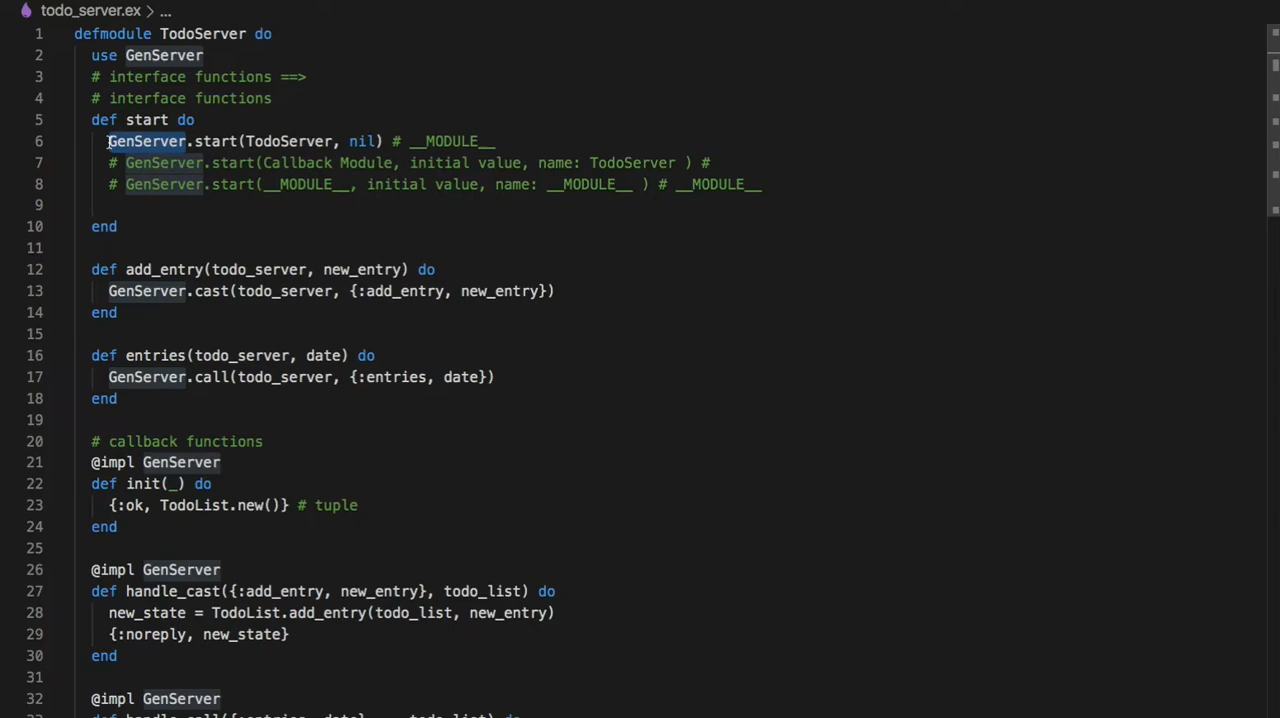 todo_server.ex > ...
1 defmodule TodoServer do
2 use GenServer
3 # interface functions ==>
4 # interface functions
5 def start do
6 GenServer.start(TodoServer, nil) # __MODULE__
7 # GenServer.start(Callback Module, initial value, name: TodoServer ) #
8 # GenServer.start(__MODULE__, initial value, name: __MODULE__ ) # __MODULE__
9
10 end
11
12 def add_entry(todo_server, new_entry) do
13 GenServer.cast(todo_server, {:add_entry, new_entry})
14 end
15
16 def entries(todo_server, date) do
17 GenServer.call(todo_server, {:entries, date})
18 end
19
20 # callback functions
21 @impl GenServer
22 def init(_) do
23 {:ok, TodoList.new()} # tuple
24 end
25
26 @impl GenServer
27 def handle_cast({:add_entry, new_entry}, todo_list) do
28 new_state = TodoList.add_entry(todo_list, new_entry)
29 {:noreply, new_state}
30 end
31
32 @impl GenServer